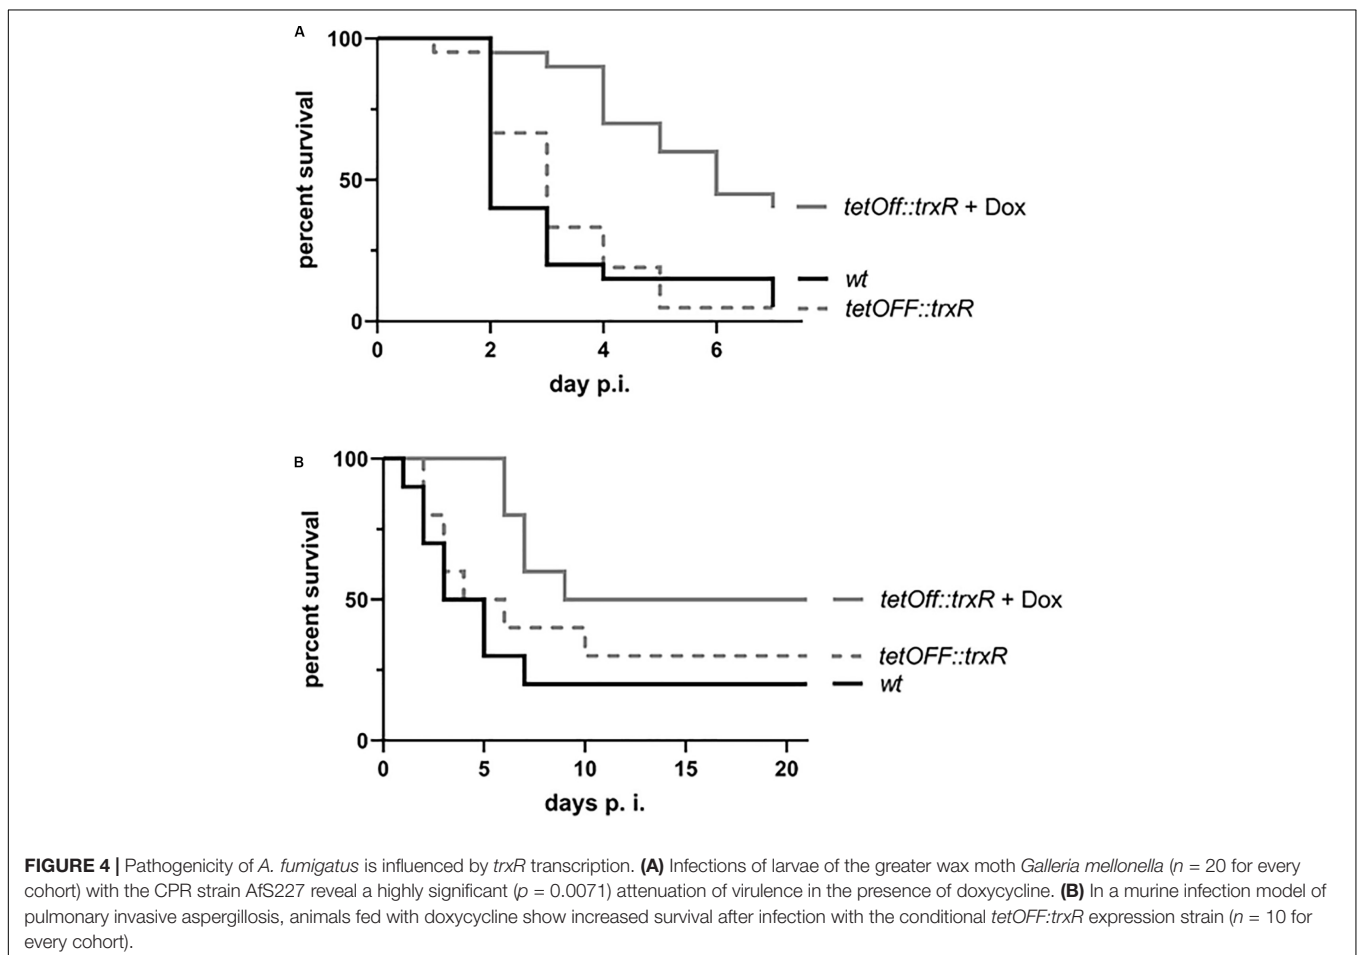 A
100
50
0
percent survival
0 2 4 6
day p.i.
tetOff::trxR + Dox
wt
tetOFF::trxR
B
100
50
0
percent survival
0 5 10 15 20
days p. i.
tetOff::trxR + Dox
tetOFF::trxR
wt
FIGURE 4 | Pathogenicity of A. fumigatus is influenced by trxR transcription. (A) Infections of larvae of the greater wax moth Galleria mellonella (n = 20 for every
cohort) with the CPR strain AfS227 reveal a highly significant (p = 0.0071) attenuation of virulence in the presence of doxycycline. (B) In a murine infection model of
pulmonary invasive aspergillosis, animals fed with doxycycline show increased survival after infection with the conditional tetOFF:trxR expression strain (n = 10 for
every cohort).